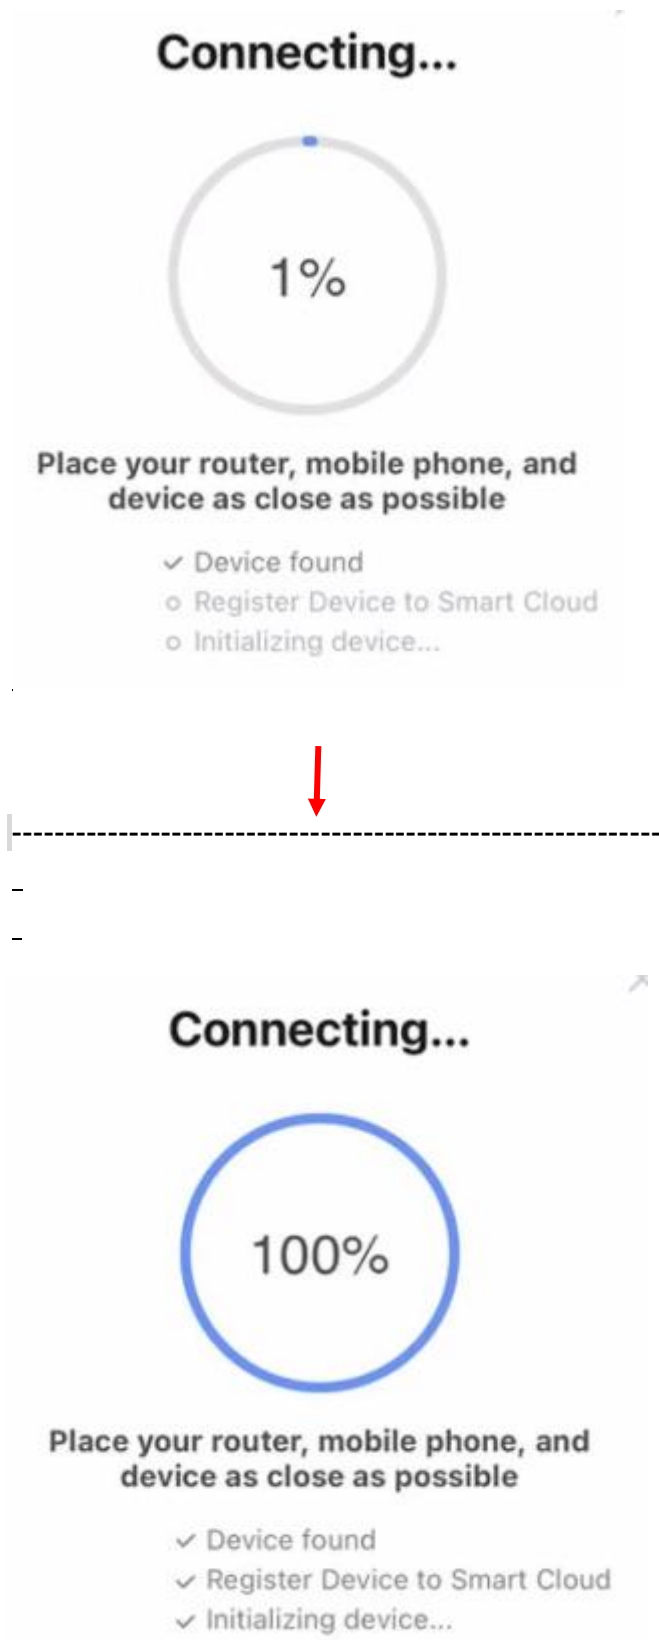 Connecting...
1%
Place your router, mobile phone, and
device as close as possible
✓ Device found
○ Register Device to Smart Cloud
○ Initializing device...
Connecting...
100%
Place your router, mobile phone, and
device as close as possible
✓ Device found
✓ Register Device to Smart Cloud
✓ Initializing device...